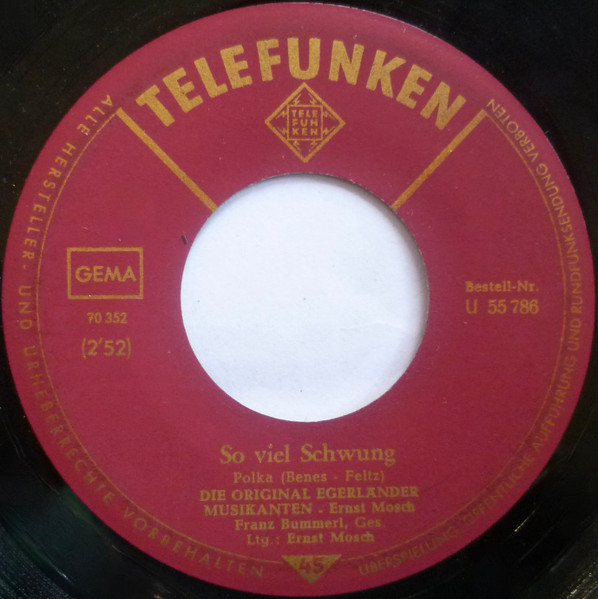 TELEFUNKEN
TELE
FUN
KEN
ALLE HERSTELLER- UND URHEBERRECHTE VORBEHALTEN
ÜBERSPIELUNG, ÖFFENTLICHE AUFFÜHRUNG UND RUNDFUNKSENDUNG VERBOTEN
GEMA
70 352
(2'52)
Bestell-Nr.
U 55 786
So viel Schwung
Polka (Benes - Feltz)
DIE ORIGINAL EGERLÄNDER
MUSIKANTEN - Ernst Mosch
Franz Bummerl, Ges.
Ltg.: Ernst Mosch
45